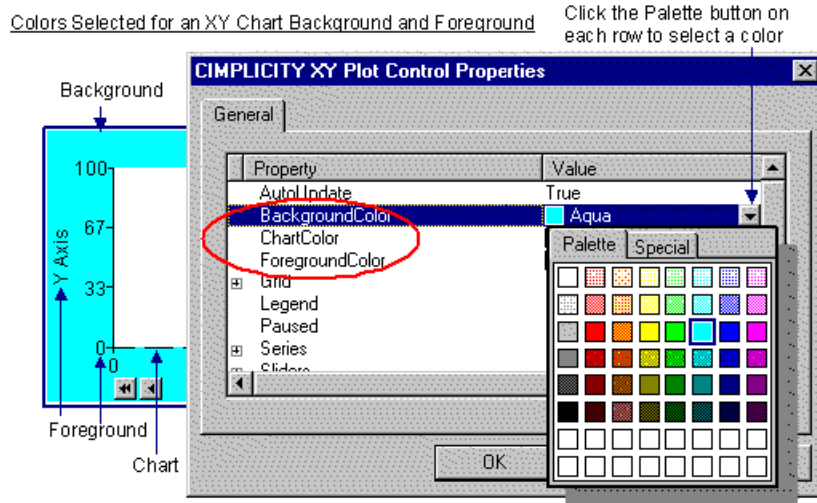 Colors Selected for an XY Chart Background and Foreground
Click the Palette button on
each row to select a color
Background
CIMPLICITY XY Plot Control Properties
General
Property Value
AutoUpdate True
BackgroundColor Aqua
ChartColor
ForegroundColor
Grid
Legend
Paused
Series
Sliders
Palette Special
100
67
33
0
0
Y Axis
Foreground
Chart
OK